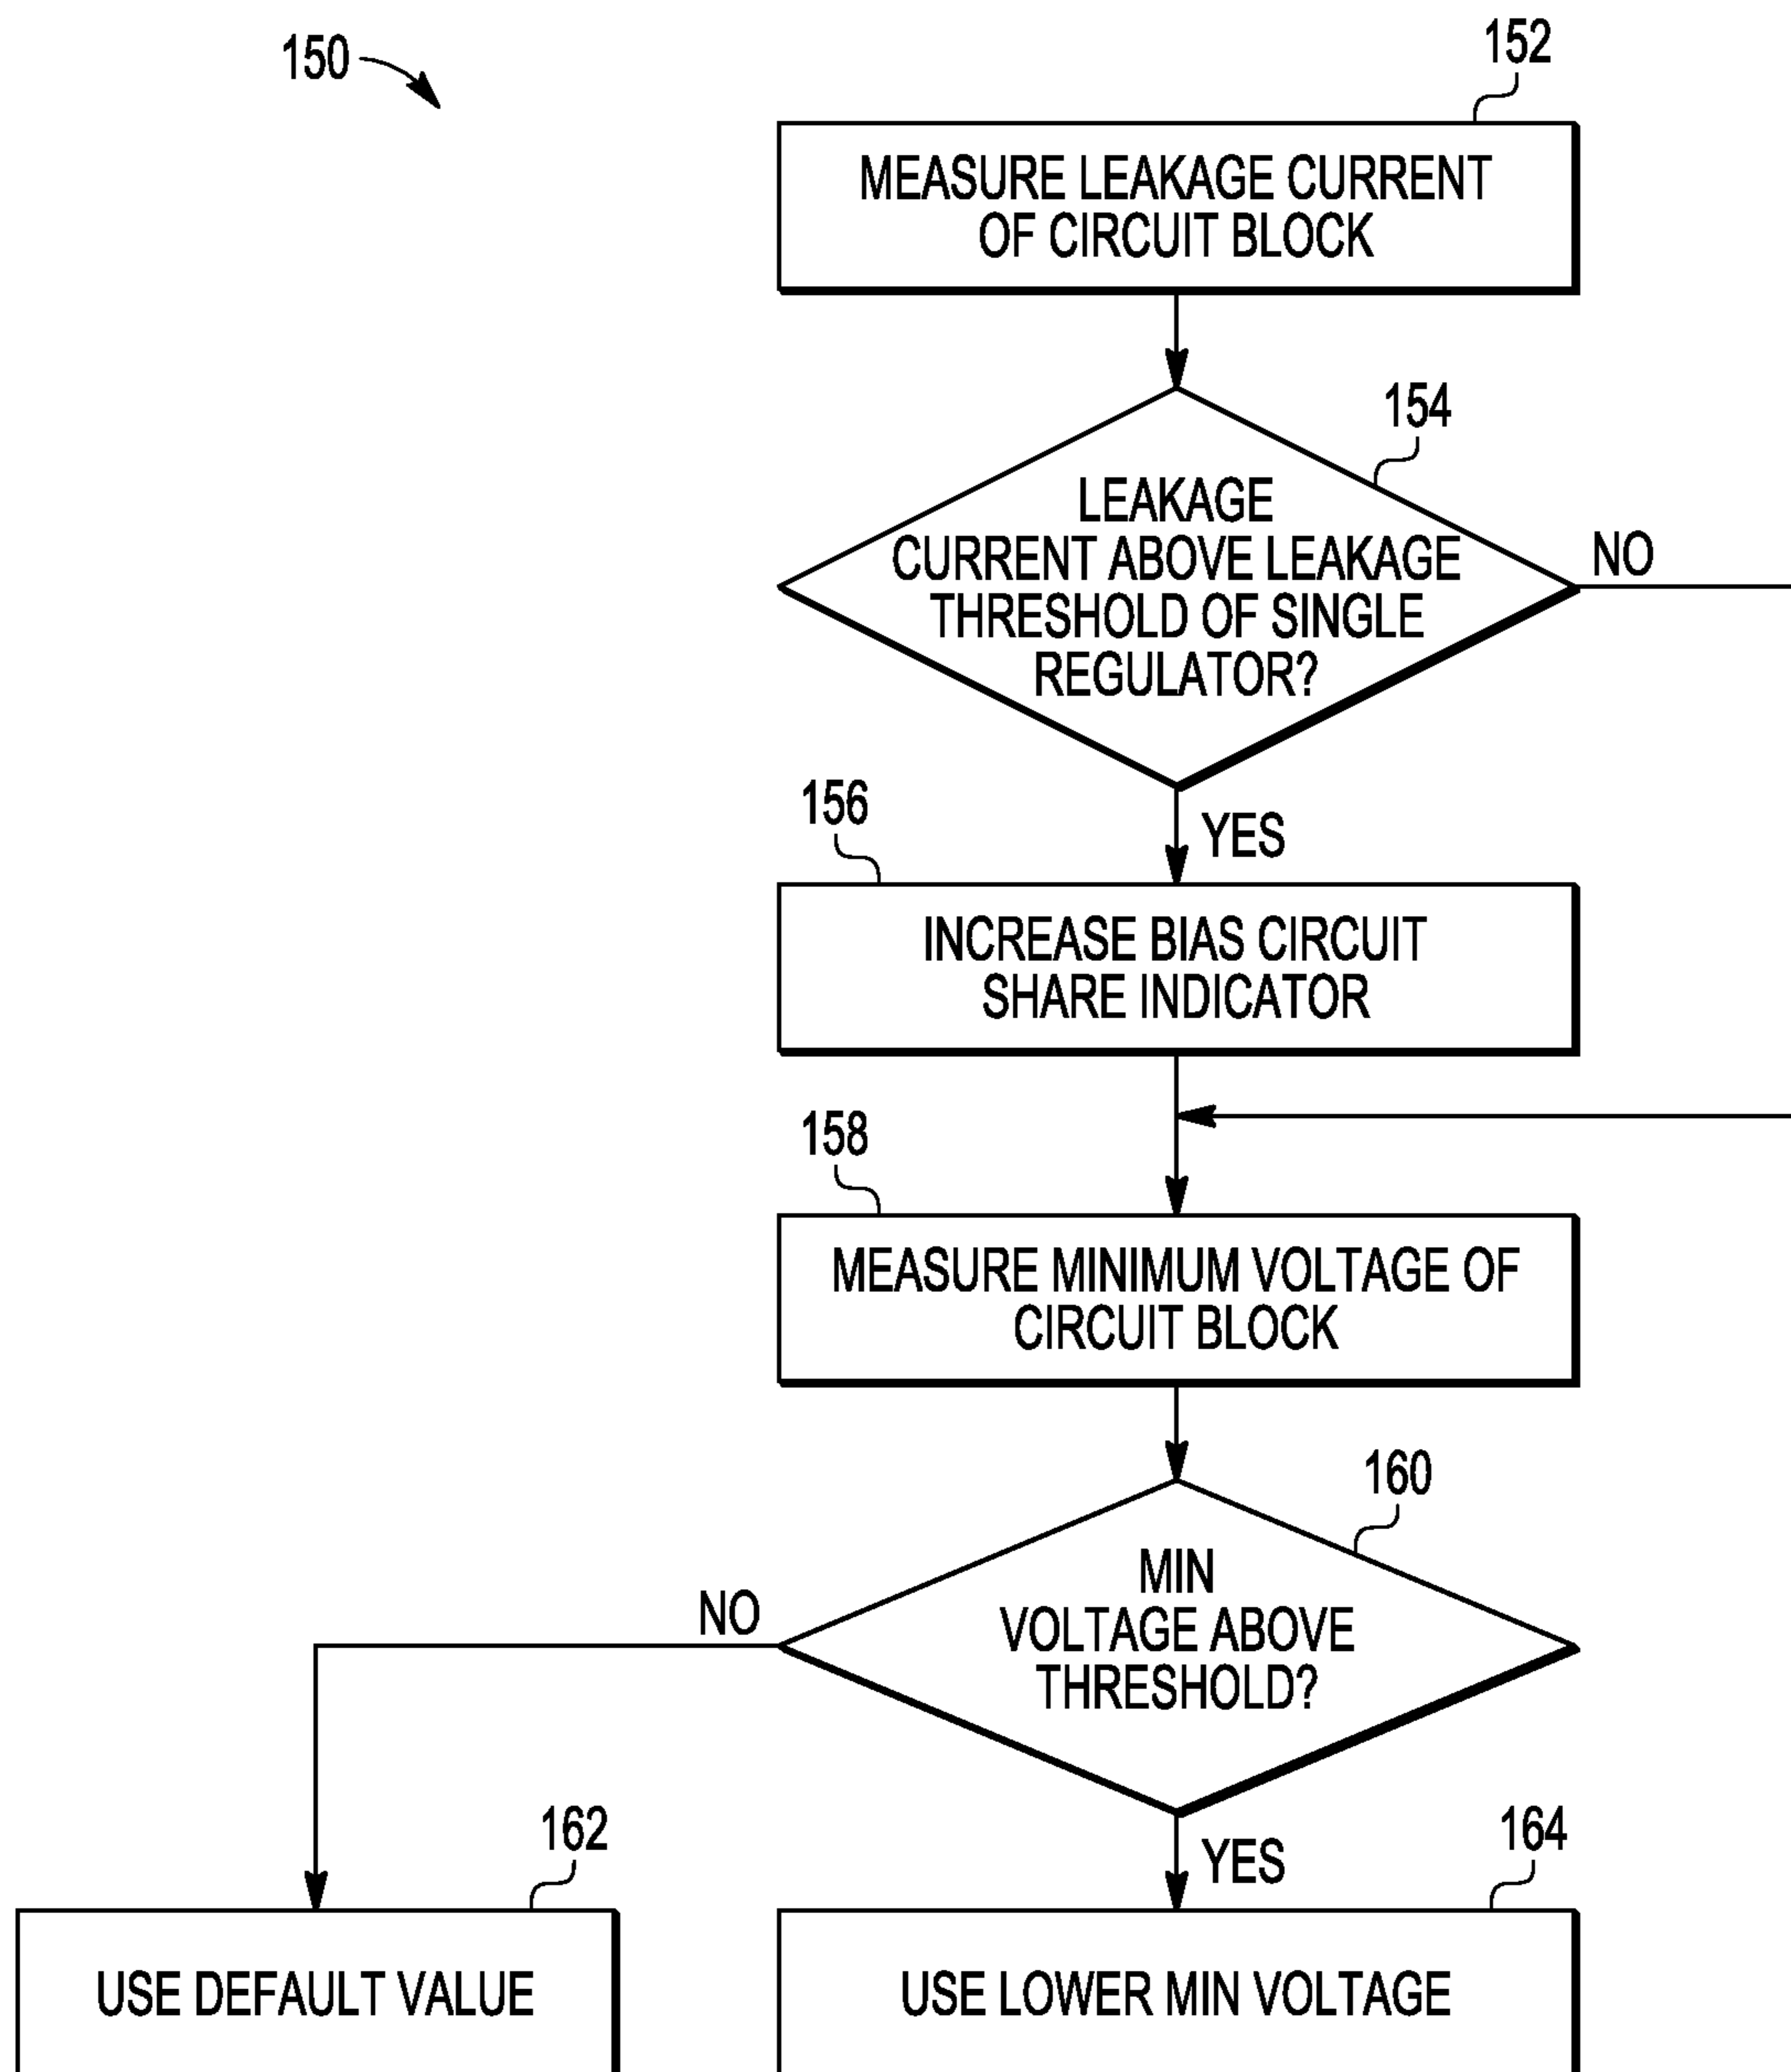 150
152
MEASURE LEAKAGE CURRENT
OF CIRCUIT BLOCK
154
LEAKAGE
CURRENT ABOVE LEAKAGE
THRESHOLD OF SINGLE
REGULATOR?
NO
YES
156
INCREASE BIAS CIRCUIT
SHARE INDICATOR
158
MEASURE MINIMUM VOLTAGE OF
CIRCUIT BLOCK
160
MIN
VOLTAGE ABOVE
THRESHOLD?
NO
YES
162
USE DEFAULT VALUE
164
USE LOWER MIN VOLTAGE